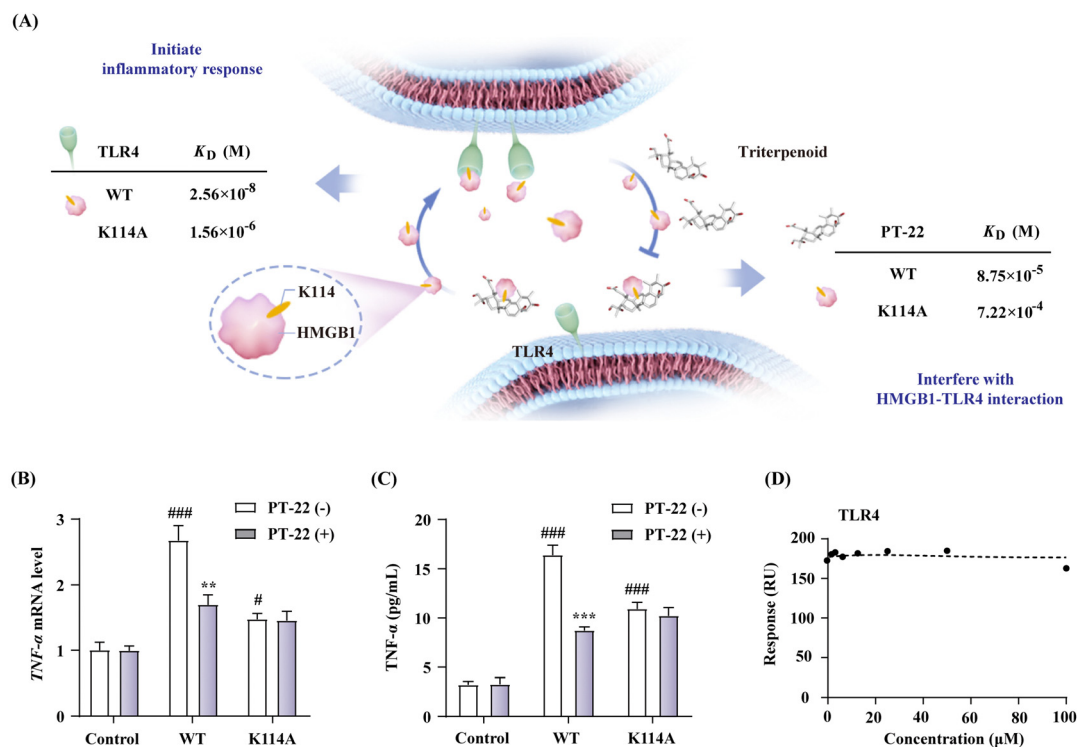 (A)
Initiate
inflammatory response
TLR4 K_D (M)
WT 2.56×10⁻⁸
K114A 1.56×10⁻⁶
K114
HMGB1
TLR4
Triterpenoid
PT-22 K_D (M)
WT 8.75×10⁻⁵
K114A 7.22×10⁻⁴
Interfere with
HMGB1-TLR4 interaction
(B)
PT-22 (-)
PT-22 (+)
TNF-α mRNA level
3
2
1
0
###
**
#
Control WT K114A
(C)
PT-22 (-)
PT-22 (+)
TNF-α (pg/mL)
20
15
10
5
0
###
***
###
Control WT K114A
(D)
TLR4
Response (RU)
200
150
100
50
0
0 20 40 60 80 100
Concentration (μM)